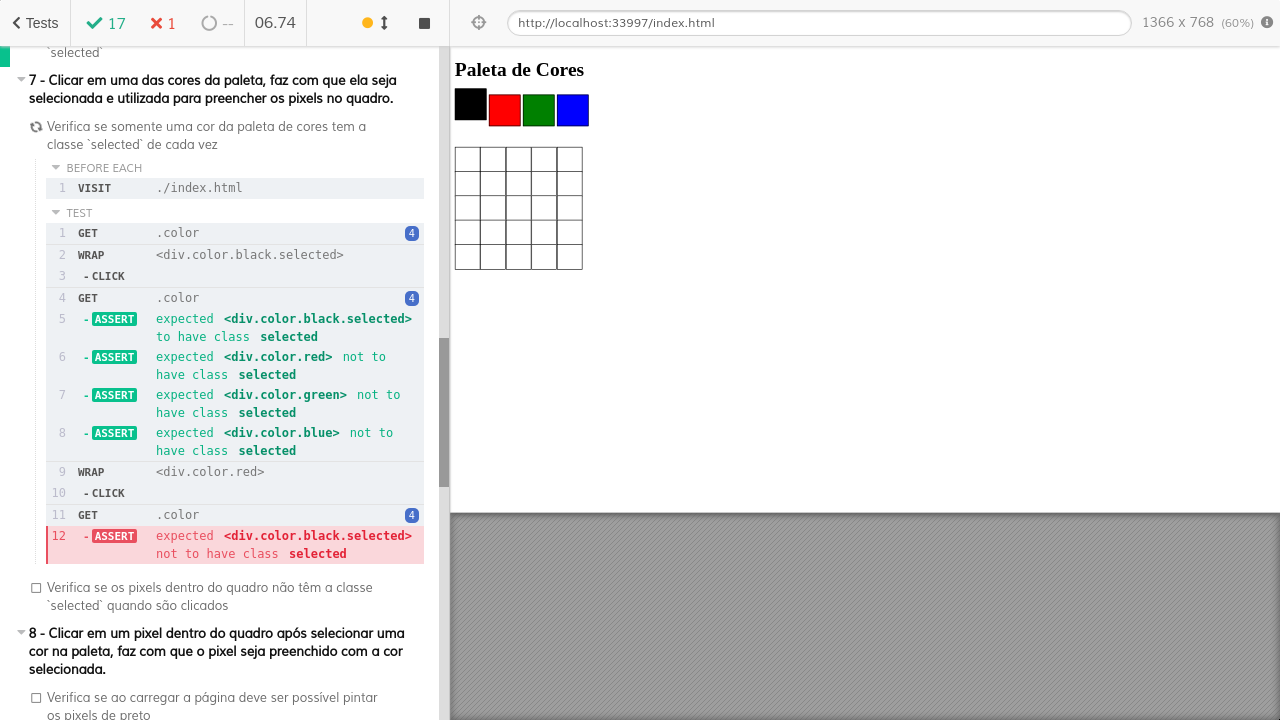 Tests
17
1
--
06.74
http://localhost:33997/index.html
1366 x 768 (60%)
`selected`
7 - Clicar em uma das cores da paleta, faz com que ela seja
selecionada e utilizada para preencher os pixels no quadro.
Verifica se somente uma cor da paleta de cores tem a
classe `selected` de cada vez
BEFORE EACH
1 VISIT ./index.html
TEST
1 GET .color 4
2 WRAP <div.color.black.selected>
3 - CLICK
4 GET .color 4
5 - ASSERT expected <div.color.black.selected>
to have class selected
6 - ASSERT expected <div.color.red> not to
have class selected
7 - ASSERT expected <div.color.green> not to
have class selected
8 - ASSERT expected <div.color.blue> not to
have class selected
9 WRAP <div.color.red>
10 - CLICK
11 GET .color 4
12 - ASSERT expected <div.color.black.selected>
not to have class selected
Verifica se os pixels dentro do quadro não têm a classe
`selected` quando são clicados
8 - Clicar em um pixel dentro do quadro após selecionar uma
cor na paleta, faz com que o pixel seja preenchido com a cor
selecionada.
Verifica se ao carregar a página deve ser possível pintar
os pixels de preto
Paleta de Cores